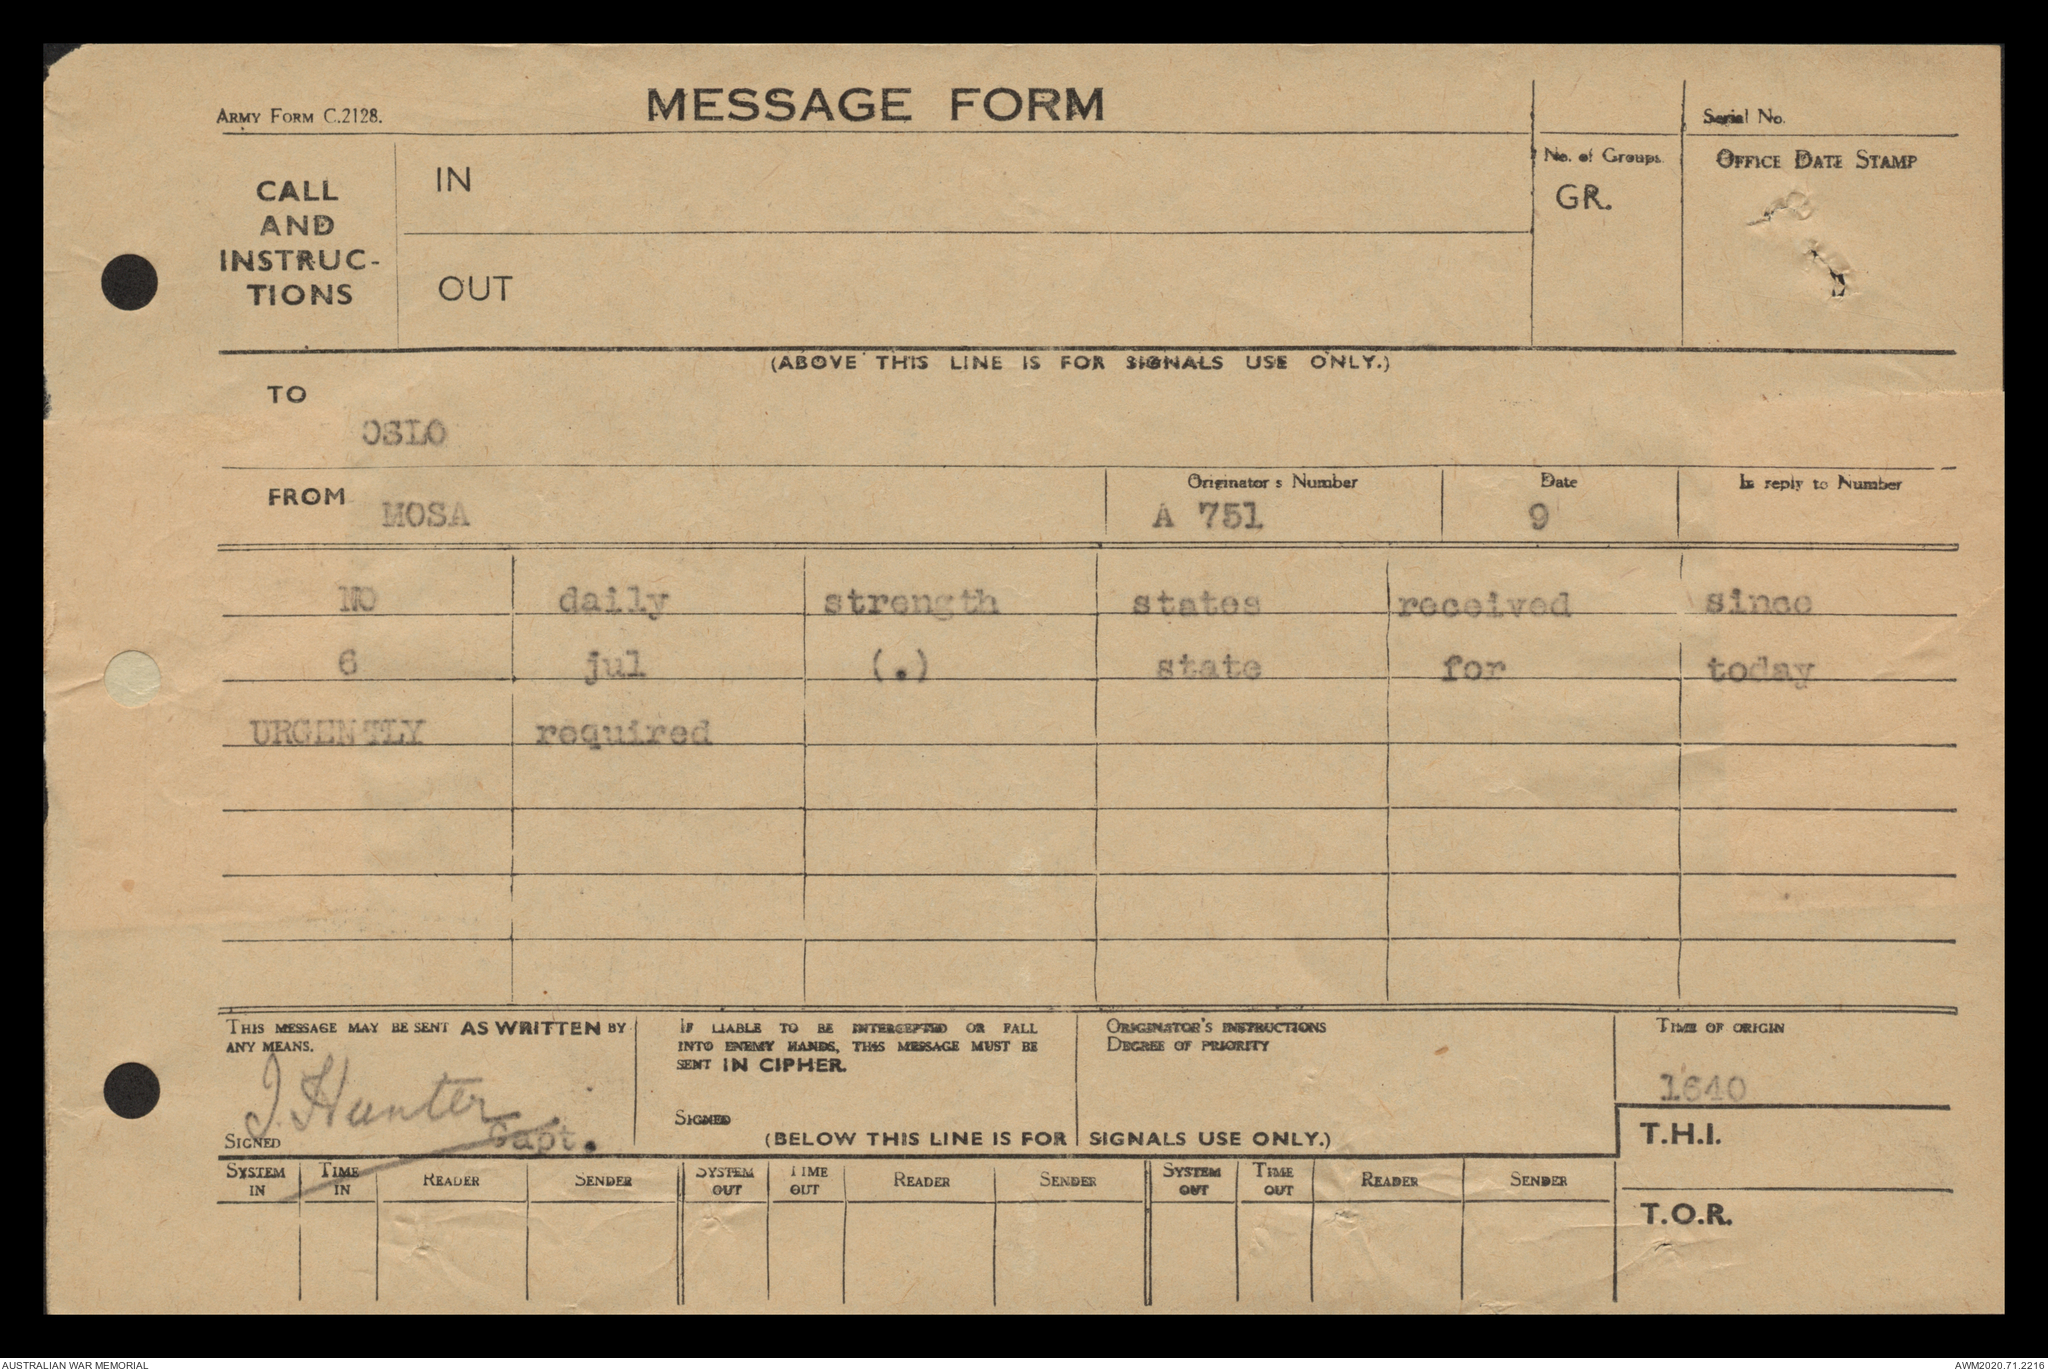 ARMY FORM C.2128.
MESSAGE FORM
Serial No.
CALL AND INSTRUC-TIONS
IN
OUT
No. of Groups
GR.
OFFICE DATE STAMP
(ABOVE THIS LINE IS FOR SIGNALS USE ONLY.)
TO
OSLO
FROM MOSA
Originator s Number
A 751
Date
9
In reply to Number
NO daily strength states received since
6 jul (.) state for today
URGENTLY required
THIS MESSAGE MAY BE SENT AS WRITTEN BY
ANY MEANS.
J. Hunter
Capt.
SIGNED
IF LIABLE TO BE INTERCEPTED OR FALL
INTO ENEMY HANDS, THIS MESSAGE MUST BE
SENT IN CIPHER.
SIGNED
ORIGINATOR'S INSTRUCTIONS
DEGREE OF PRIORITY
TIME OF ORIGIN
1640
(BELOW THIS LINE IS FOR SIGNALS USE ONLY.)
T.H.I.
SYSTEM IN TIME IN READER SENDER SYSTEM OUT TIME OUT READER SENDER SYSTEM OUT TIME OUT READER SENDER
T.O.R.
AUSTRALIAN WAR MEMORIAL
AWM2020.71.2216